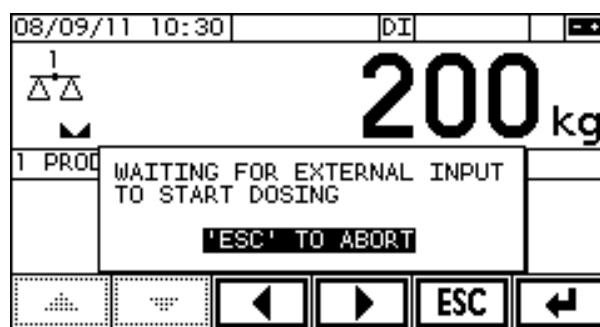 08/09/11 10:30 DI
1
200 kg
1 PROD
WAITING FOR EXTERNAL INPUT
TO START DOSING
'ESC' TO ABORT
ESC